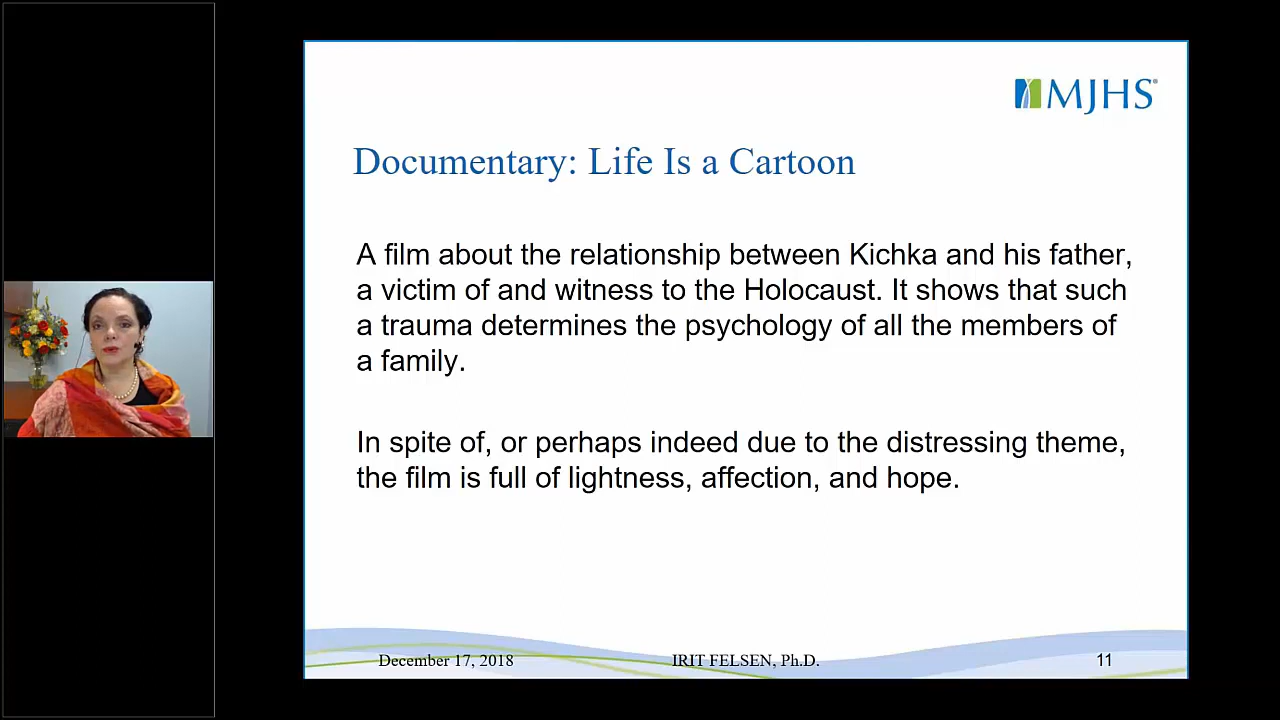 MJHS
Documentary: Life Is a Cartoon
A film about the relationship between Kichka and his father,
a victim of and witness to the Holocaust. It shows that such
a trauma determines the psychology of all the members of
a family.
In spite of, or perhaps indeed due to the distressing theme,
the film is full of lightness, affection, and hope.
December 17, 2018 IRIT FELSEN, Ph.D. 11